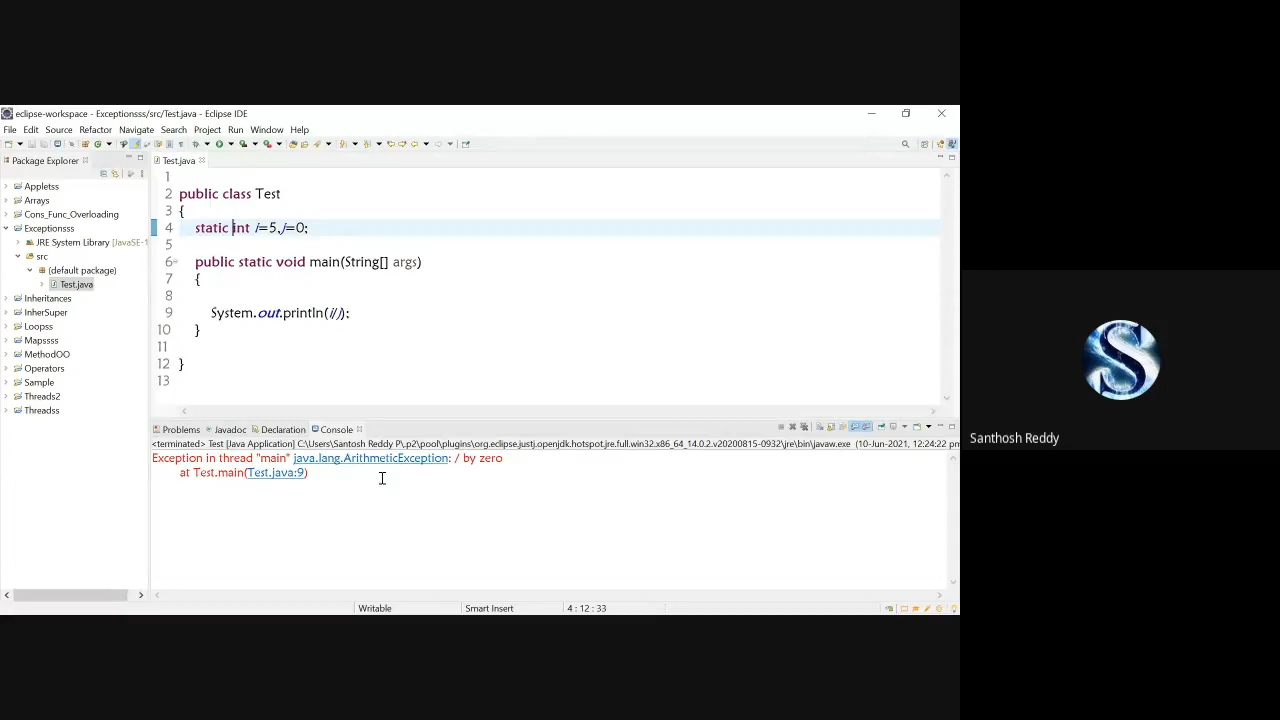 eclipse-workspace - Exceptionsss/src/Test.java - Eclipse IDE
File Edit Source Refactor Navigate Search Project Run Window Help
Package Explorer
Test.java
Appletss
Arrays
Cons_Func_Overloading
Exceptionsss
JRE System Library [JavaSE-1
src
(default package)
Test.java
Inheritances
InherSuper
Loopss
Mapssss
MethodOO
Operators
Sample
Threads2
Threadss
1
2 public class Test
3 {
4 static int i=5,j=0;
5
6 public static void main(String[] args)
7 {
8
9 System.out.println(i/j);
10 }
11
12 }
13
Problems Javadoc Declaration Console
<terminated> Test [Java Application] C:\Users\Santosh Reddy P\.p2\pool\plugins\org.eclipse.justj.openjdk.hotspot.jre.full.win32.x86_64_14.0.2.v20200815-0932\jre\bin\javaw.exe (10-Jun-2021, 12:24:22 pm
Exception in thread "main" java.lang.ArithmeticException: / by zero
at Test.main(Test.java:9)
Writable Smart Insert 4 : 12 : 33
S
Santhosh Reddy